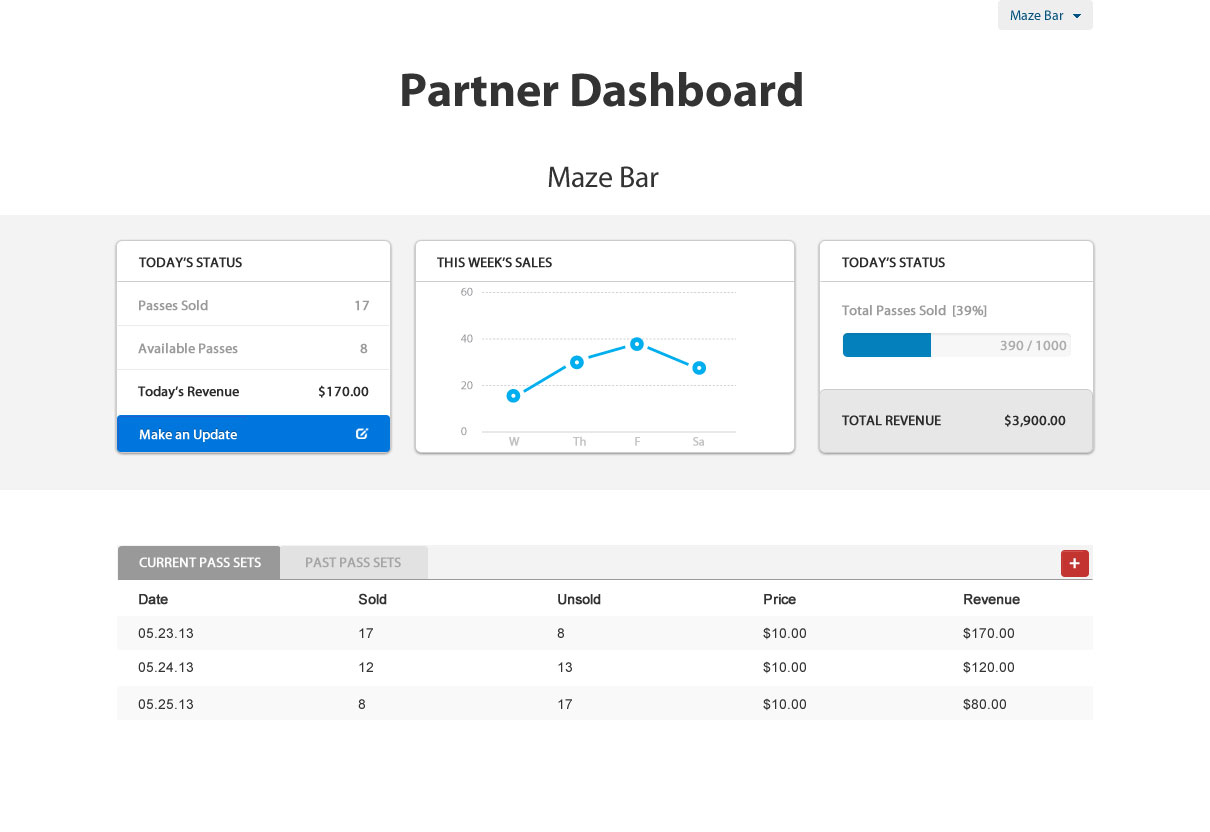 Maze Bar
Partner Dashboard
Maze Bar
TODAY'S STATUS
Passes Sold 17
Available Passes 8
Today's Revenue $170.00
Make an Update
THIS WEEK'S SALES
60
40
20
0
W Th F Sa
TODAY'S STATUS
Total Passes Sold [39%]
390 / 1000
TOTAL REVENUE $3,900.00
CURRENT PASS SETS PAST PASS SETS +
Date Sold Unsold Price Revenue
05.23.13 17 8 $10.00 $170.00
05.24.13 12 13 $10.00 $120.00
05.25.13 8 17 $10.00 $80.00